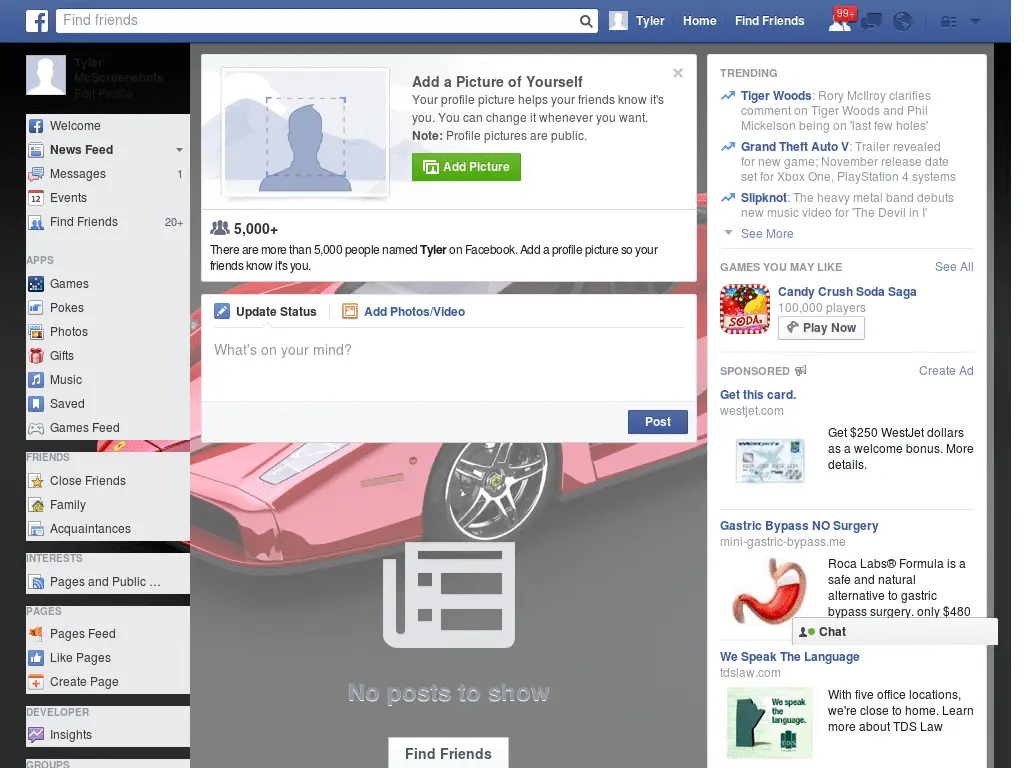 Find friends
Tyler
Home
Find Friends
99+
Tyler
McScreenshots
Edit Profile
Welcome
News Feed
Messages 1
Events
12
Find Friends 20+
APPS
Games
Pokes
Photos
Gifts
Music
Saved
Games Feed
FRIENDS
Close Friends
Family
Acquaintances
INTERESTS
Pages and Public ...
PAGES
Pages Feed
Like Pages
Create Page
DEVELOPER
Insights
GROUPS
Add a Picture of Yourself
Your profile picture helps your friends know it's
you. You can change it whenever you want.
Note: Profile pictures are public.
Add Picture
5,000+
There are more than 5,000 people named Tyler on Facebook. Add a profile picture so your
friends know it's you.
Update Status
Add Photos/Video
What's on your mind?
Post
No posts to show
Find Friends
TRENDING
Tiger Woods: Rory McIlroy clarifies
comment on Tiger Woods and Phil
Mickelson being on 'last few holes'
Grand Theft Auto V: Trailer revealed
for new game; November release date
set for Xbox One, PlayStation 4 systems
Slipknot: The heavy metal band debuts
new music video for 'The Devil in I'
See More
GAMES YOU MAY LIKE See All
SODA
Candy Crush Soda Saga
100,000 players
Play Now
SPONSORED Create Ad
Get this card.
westjet.com
Get $250 WestJet dollars
as a welcome bonus. More
details.
Gastric Bypass NO Surgery
mini-gastric-bypass.me
Roca Labs® Formula is a
safe and natural
alternative to gastric
bypass surgery. only $480
Chat
We Speak The Language
tdslaw.com
We speak
the
language.
TDS
With five office locations,
we're close to home. Learn
more about TDS Law